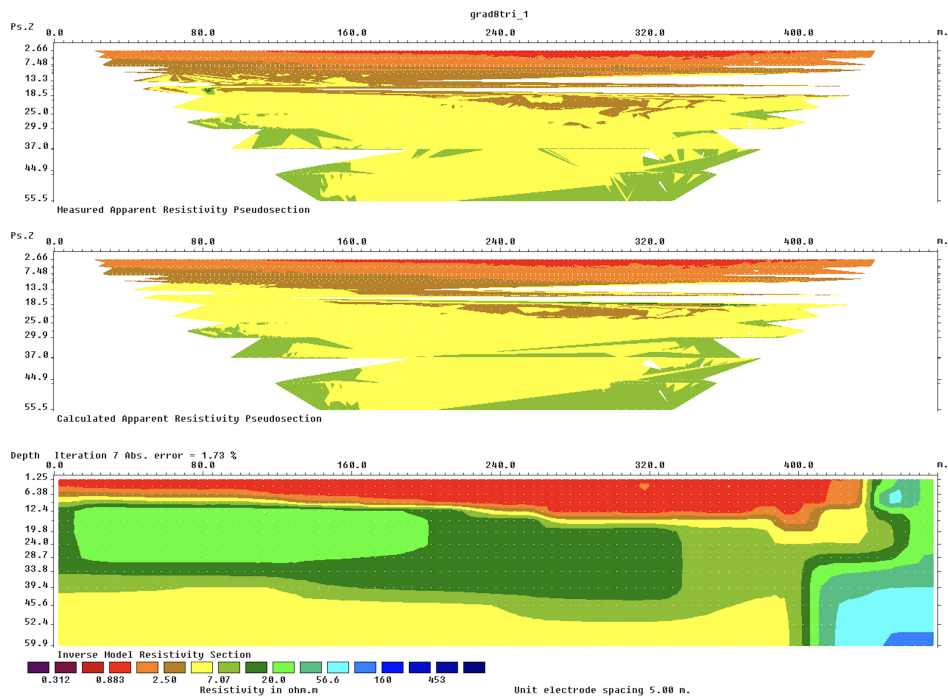 grad8tri_1
Ps.Z 0.0 80.0 160.0 240.0 320.0 400.0 m.
2.66
7.48
13.3
18.5
25.0
29.9
37.0
44.9
55.5
Measured Apparent Resistivity Pseudosection
Ps.Z 0.0 80.0 160.0 240.0 320.0 400.0 m.
2.66
7.48
13.3
18.5
25.0
29.9
37.0
44.9
55.5
Calculated Apparent Resistivity Pseudosection
Depth Iteration 7 Abs. error = 1.73 %
0.0 80.0 160.0 240.0 320.0 400.0 m.
1.25
6.38
12.4
19.8
24.0
28.7
33.8
39.4
45.6
52.4
59.9
Inverse Model Resistivity Section
0.312 0.883 2.50 7.07 20.0 56.6 160 453
Resistivity in ohm.m Unit electrode spacing 5.00 m.